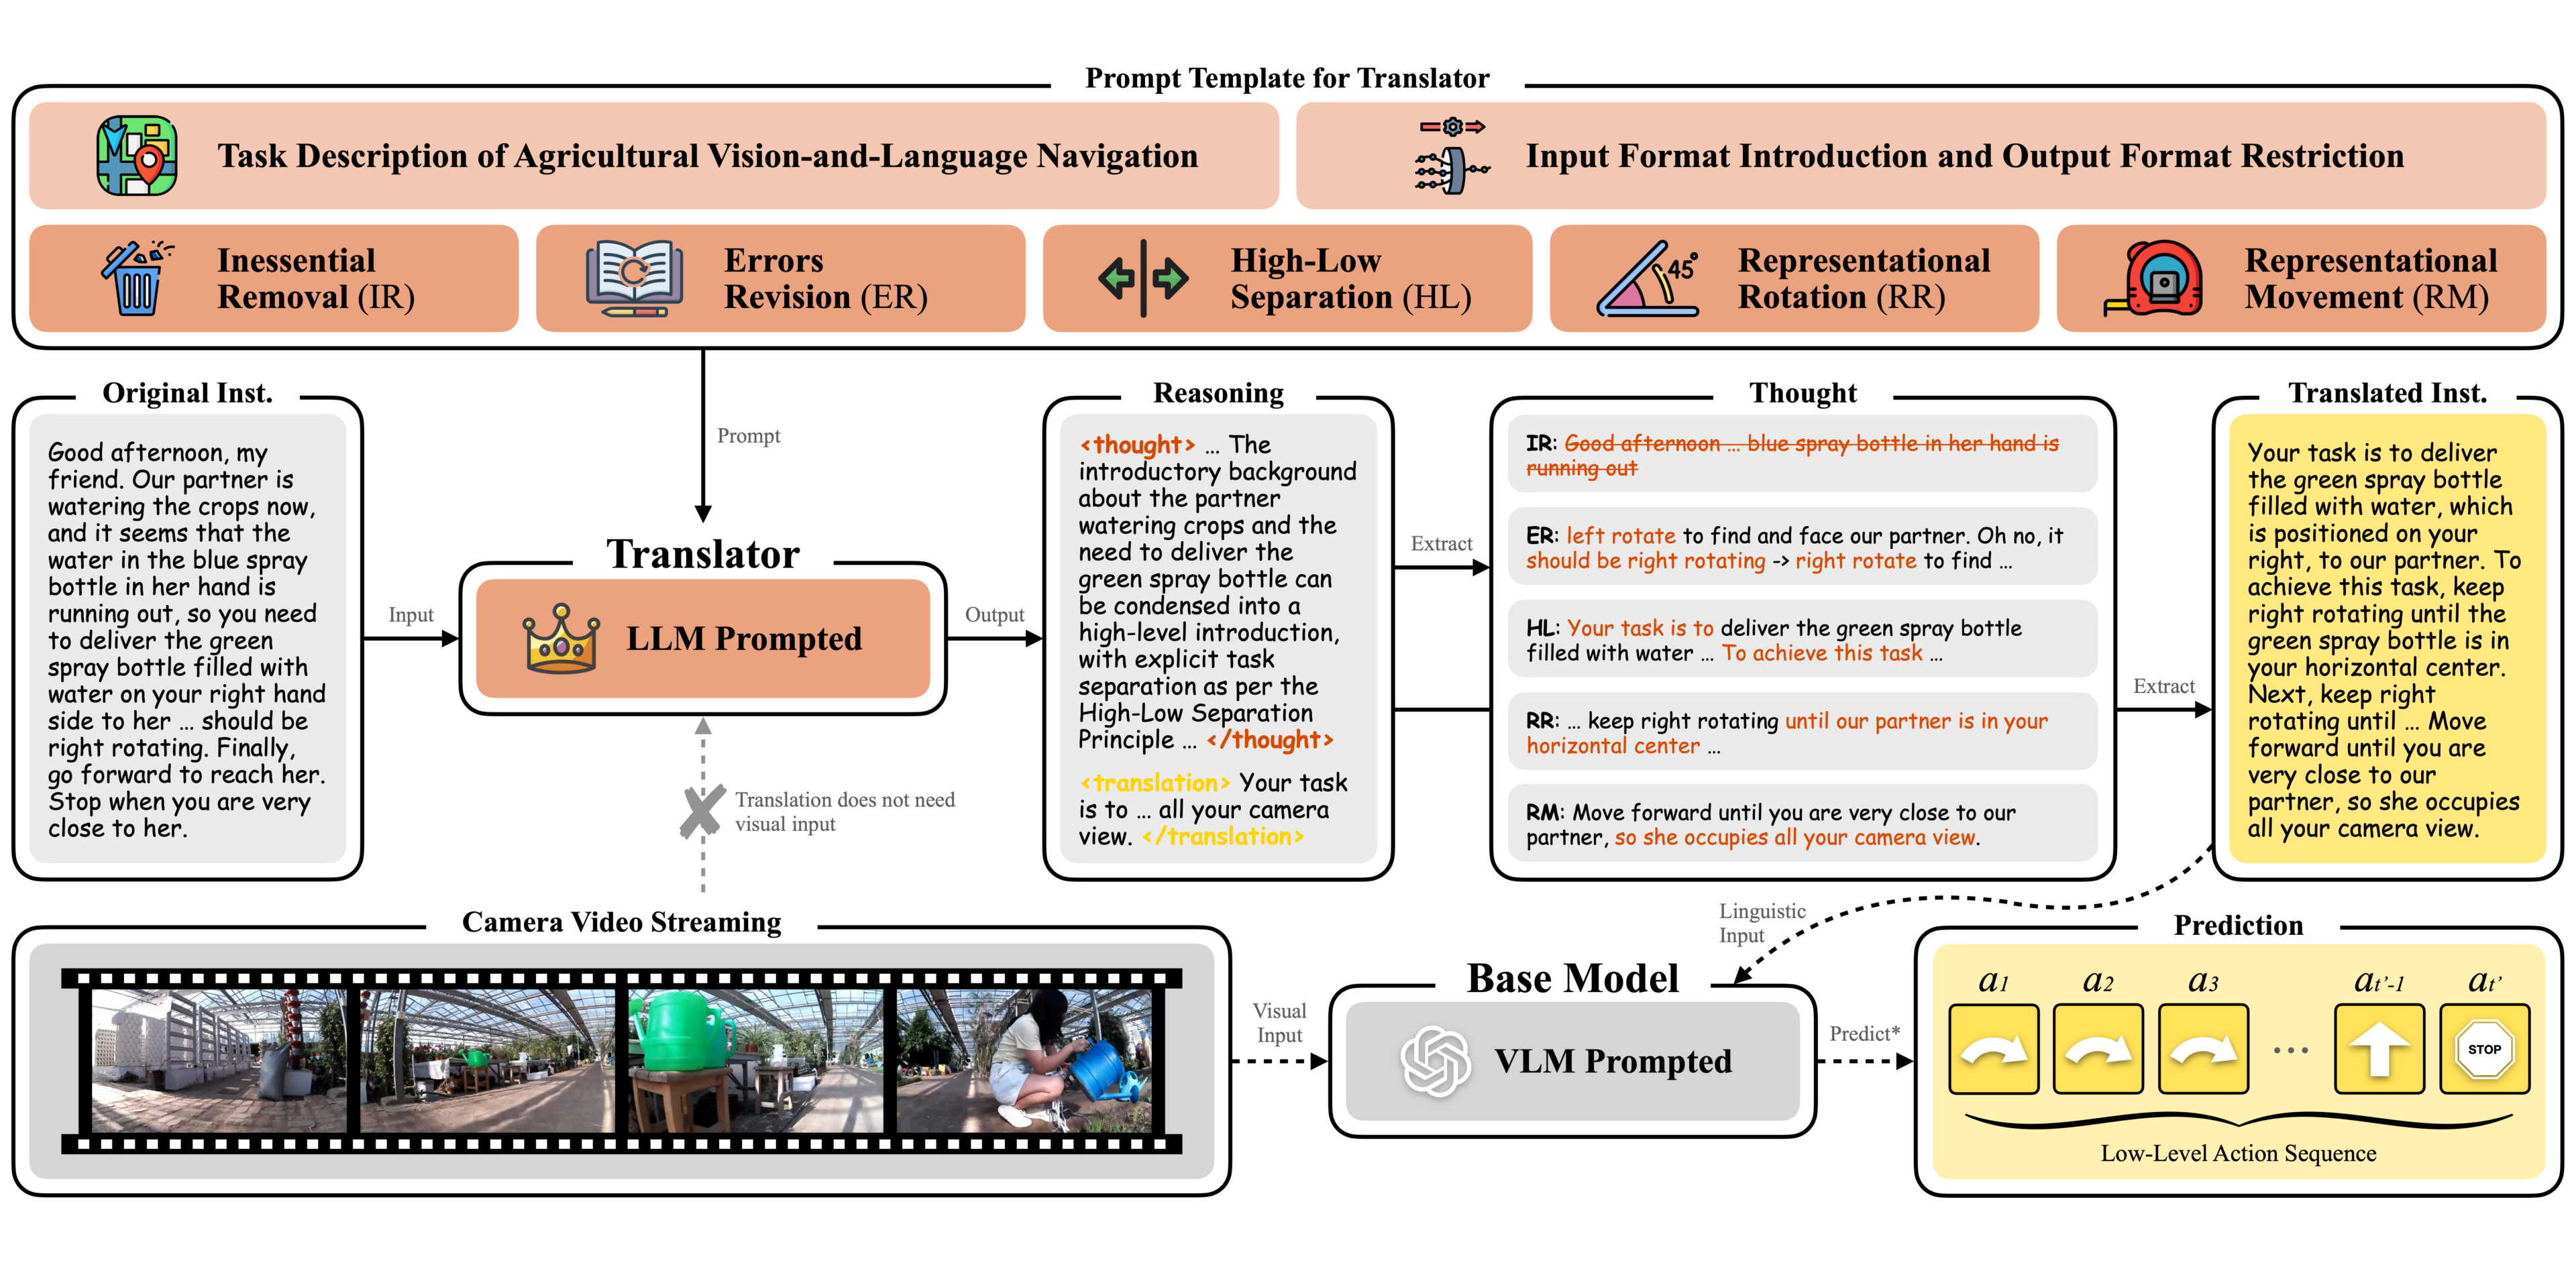 Prompt Template for Translator
Task Description of Agricultural Vision-and-Language Navigation
Input Format Introduction and Output Format Restriction
Inessential
Removal (IR)
Errors
Revision (ER)
High-Low
Separation (HL)
45°
Representational
Rotation (RR)
Representational
Movement (RM)
Original Inst.
Good afternoon, my
friend. Our partner is
watering the crops now,
and it seems that the
water in the blue spray
bottle in her hand is
running out, so you need
to deliver the green
spray bottle filled with
water on your right hand
side to her ... should be
right rotating. Finally,
go forward to reach her.
Stop when you are very
close to her.
Input
Prompt
Translator
LLM Prompted
Translation does not need
visual input
Output
Reasoning
<thought> ... The
introductory background
about the partner
watering crops and the
need to deliver the
green spray bottle can
be condensed into a
high-level introduction,
with explicit task
separation as per the
High-Low Separation
Principle ... </thought>
<translation> Your task
is to ... all your camera
view. </translation>
Extract
Thought
IR: Good afternoon ... blue spray bottle in her hand is
running out
ER: left rotate to find and face our partner. Oh no, it
should be right rotating -> right rotate to find ...
HL: Your task is to deliver the green spray bottle
filled with water ... To achieve this task ...
RR: ... keep right rotating until our partner is in your
horizontal center ...
RM: Move forward until you are very close to our
partner, so she occupies all your camera view.
Extract
Translated Inst.
Your task is to deliver
the green spray bottle
filled with water, which
is positioned on your
right, to our partner. To
achieve this task, keep
right rotating until the
green spray bottle is in
your horizontal center.
Next, keep right
rotating until ... Move
forward until you are
very close to our
partner, so she occupies
all your camera view.
Camera Video Streaming
Visual
Input
Linguistic
Input
Base Model
VLM Prompted
Predict*
Prediction
a1 a2 a3 ... at'-1 at'
STOP
Low-Level Action Sequence